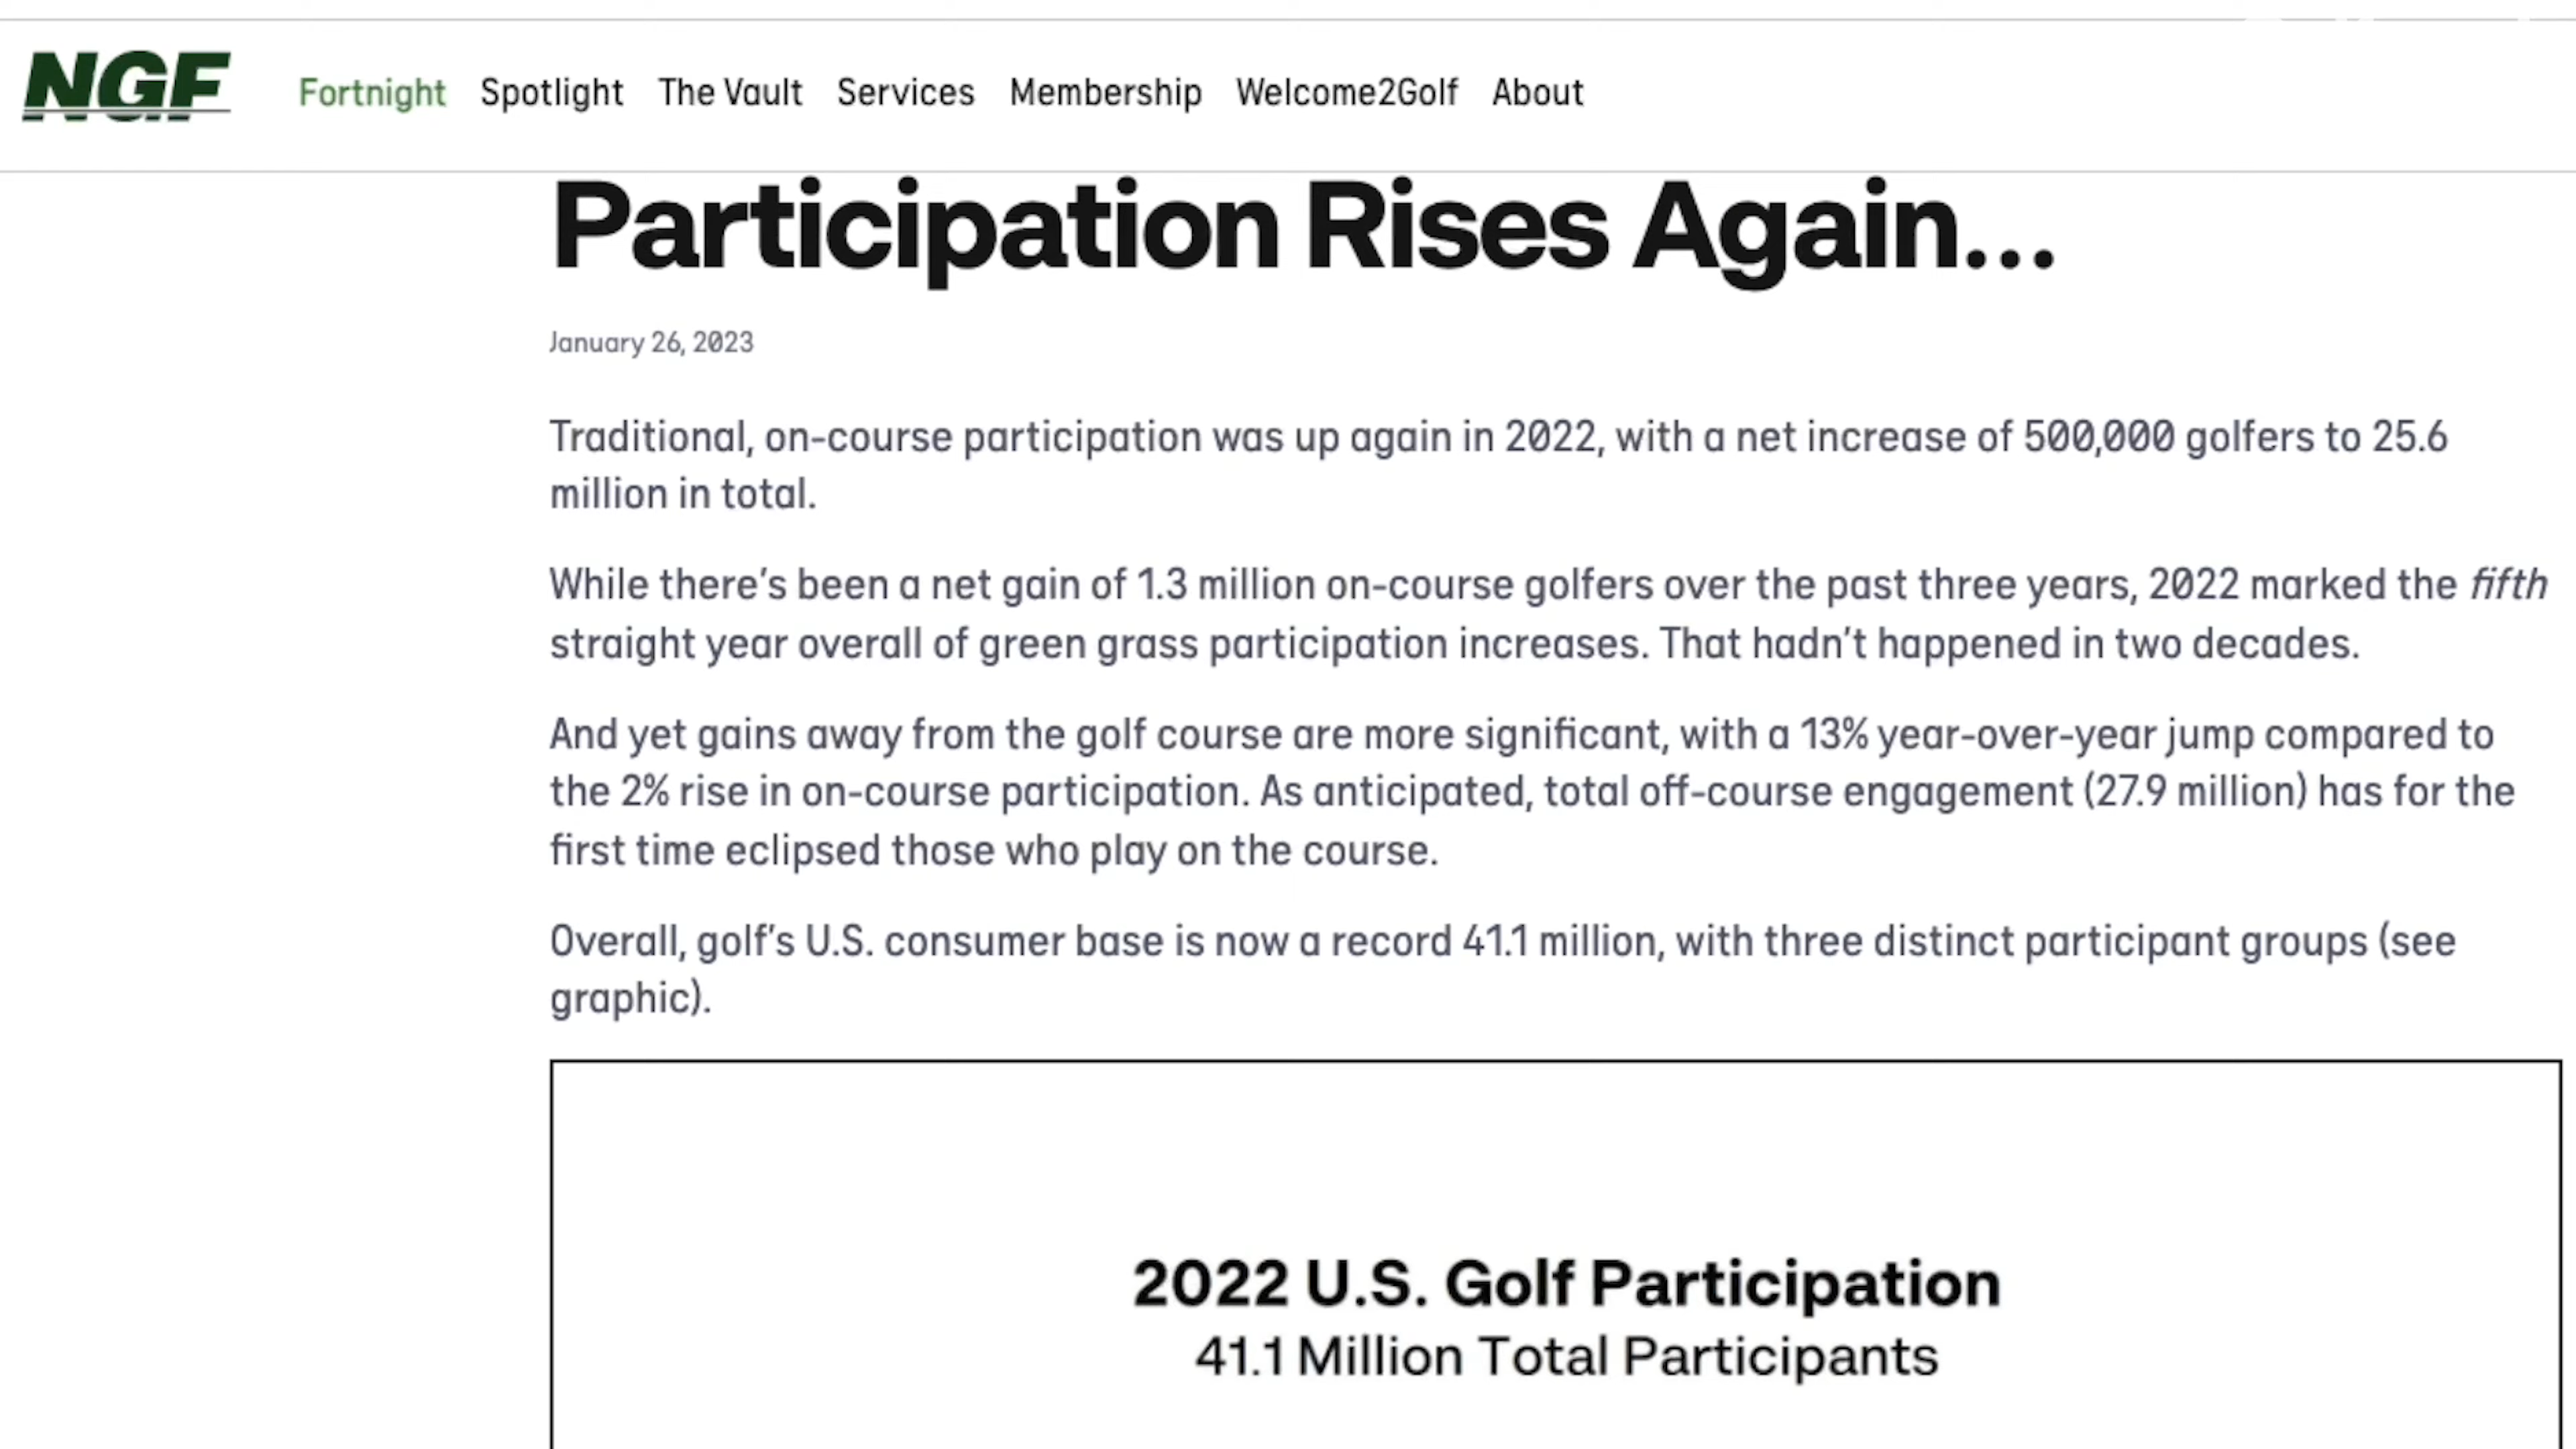 NGF
Fortnight Spotlight The Vault Services Membership Welcome2Golf About
Participation Rises Again...
January 26, 2023
Traditional, on-course participation was up again in 2022, with a net increase of 500,000 golfers to 25.6
million in total.
While there's been a net gain of 1.3 million on-course golfers over the past three years, 2022 marked the fifth
straight year overall of green grass participation increases. That hadn't happened in two decades.
And yet gains away from the golf course are more significant, with a 13% year-over-year jump compared to
the 2% rise in on-course participation. As anticipated, total off-course engagement (27.9 million) has for the
first time eclipsed those who play on the course.
Overall, golf's U.S. consumer base is now a record 41.1 million, with three distinct participant groups (see
graphic).
2022 U.S. Golf Participation
41.1 Million Total Participants